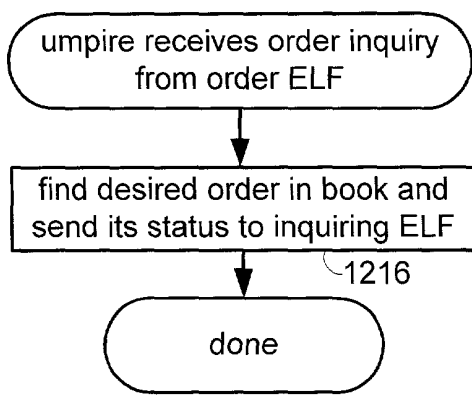 umpire receives order inquiry
from order ELF
find desired order in book and
send its status to inquiring ELF
1216
done